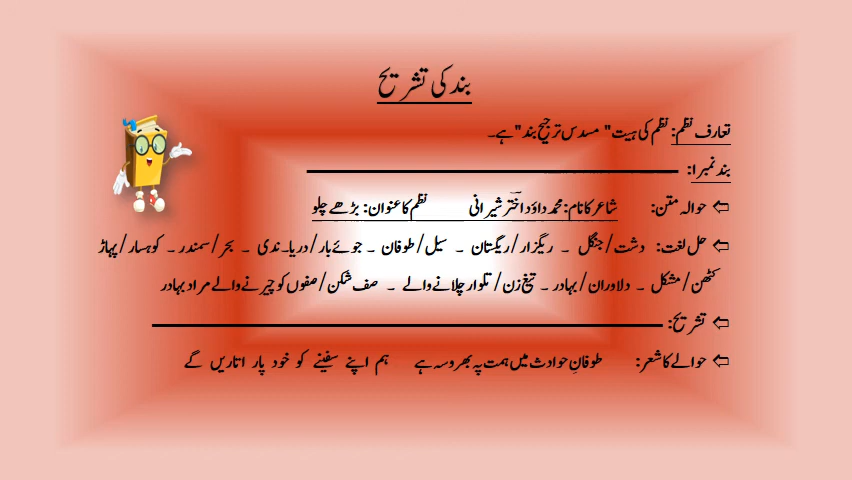 بند کی تشریح
تعارف نظم: نظم کی ہیت " مسدس ترجیح بند" ہے۔
بند نمبر ا:
حوالہ متن: شاعر کا نام: محمد داؤد اختر شیرانی نظم کا عنوان: بڑھے چلو
حل لغت: دشت/جنگل ۔ ریگزار/ریگستان ۔ سیل/طوفان ۔ جوئے بار/دریا۔ندی ۔ بحر/سمندر ۔ کوہسار/پہاڑ
کٹھن/مشکل ۔ دلاوران/بہادر ۔ تیغ زن/تلوار چلانے والے ۔ صف شکن/صفوں کو چیرنے والے مراد بہادر
تشریح:
حوالے کا شعر: طوفانِ حوادث میں ہمت پہ بھروسہ ہے ہم اپنے سفینے کو خود پار اتاریں گے